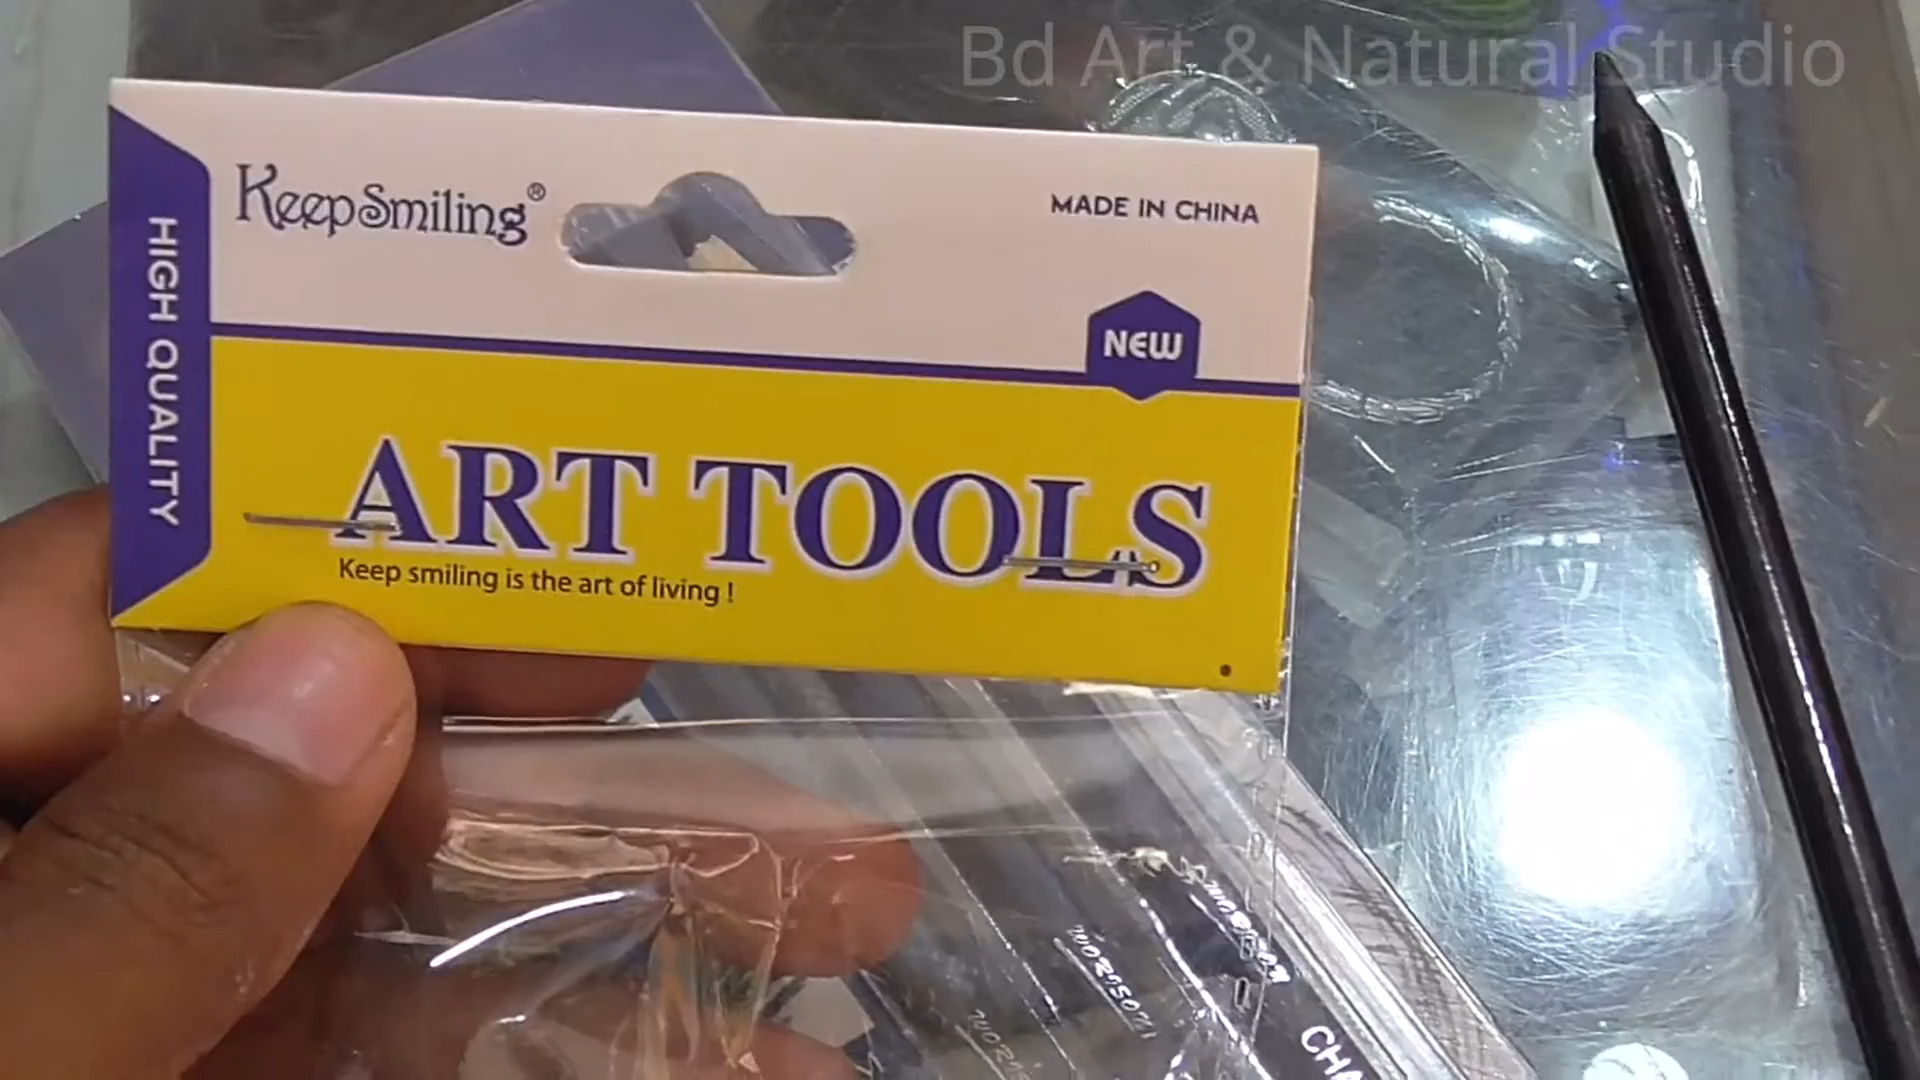 Bd Art & Natural Studio
KeepSmiling®
MADE IN CHINA
HIGH QUALITY
NEW
ART TOOLS
Keep smiling is the art of living !